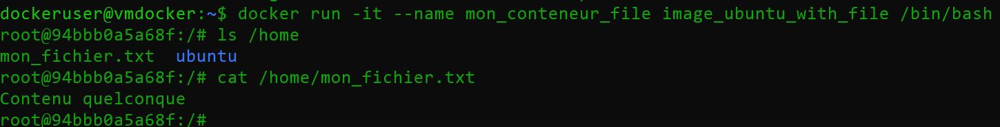 dockeruser@vmdocker:~$ docker run -it --name mon_conteneur_file image_ubuntu_with_file /bin/bash
root@94bbb0a5a68f:/# ls /home
mon_fichier.txt  ubuntu
root@94bbb0a5a68f:/# cat /home/mon_fichier.txt
Contenu quelconque
root@94bbb0a5a68f:/#